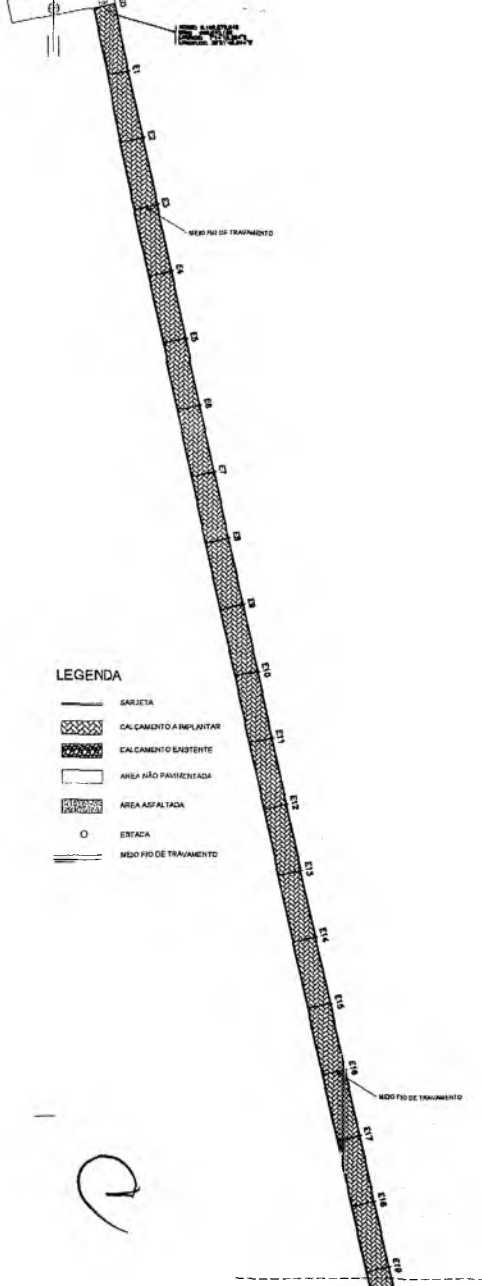 E1
E2
E3
MEIO FIO DE TRAVAMENTO
E4
E5
E6
E7
E8
E9
E10
E11
E12
E13
E14
E15
E16
MEIO FIO DE TRAVAMENTO
E17
E18
E19
LEGENDA
SARJETA
CALÇAMENTO A IMPLANTAR
CALÇAMENTO EXISTENTE
AREA NÃO PAVIMENTADA
AREA ASFALTADA
ESTACA
MEIO FIO DE TRAVAMENTO